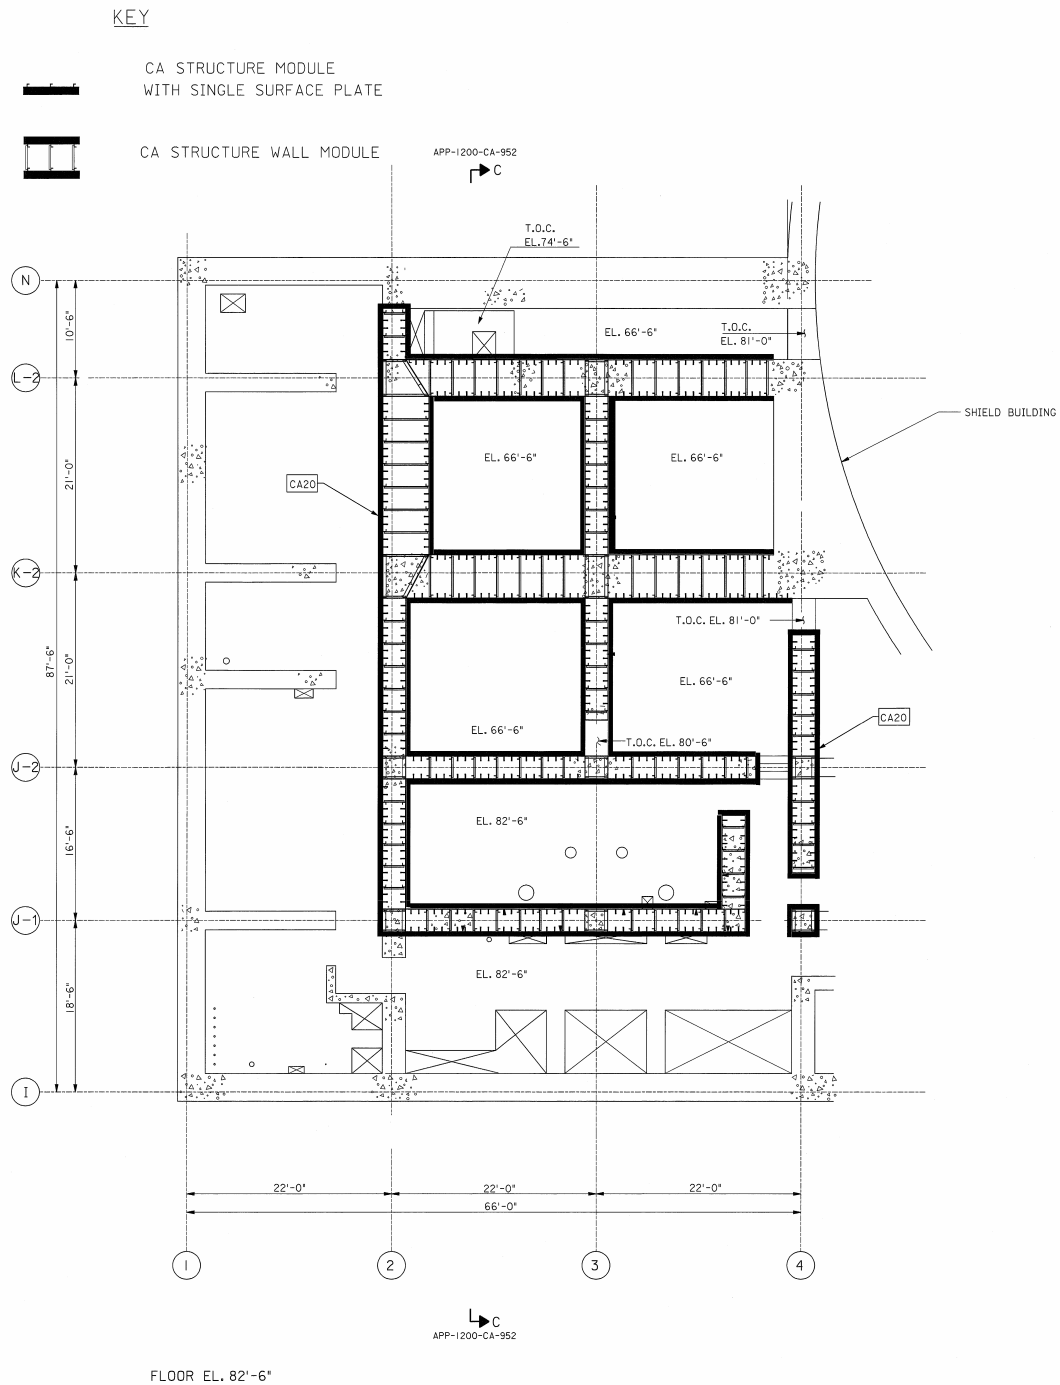 KEY
CA STRUCTURE MODULE
WITH SINGLE SURFACE PLATE
CA STRUCTURE WALL MODULE
APP-1200-CA-952
C
T.O.C.
EL.74'-6"
N
EL. 66'-6"
T.O.C.
EL. 81'-0"
10'-6"
L-2
SHIELD BUILDING
EL. 66'-6"
EL. 66'-6"
21'-0"
CA20
K-2
T.O.C. EL. 81'-0"
87'-6"
21'-0"
EL. 66'-6"
CA20
EL. 66'-6"
T.O.C. EL. 80'-6"
J-2
EL. 82'-6"
16'-6"
J-1
EL. 82'-6"
18'-6"
I
22'-0"
22'-0"
22'-0"
66'-0"
1
2
3
4
C
APP-1200-CA-952
FLOOR EL. 82'-6"